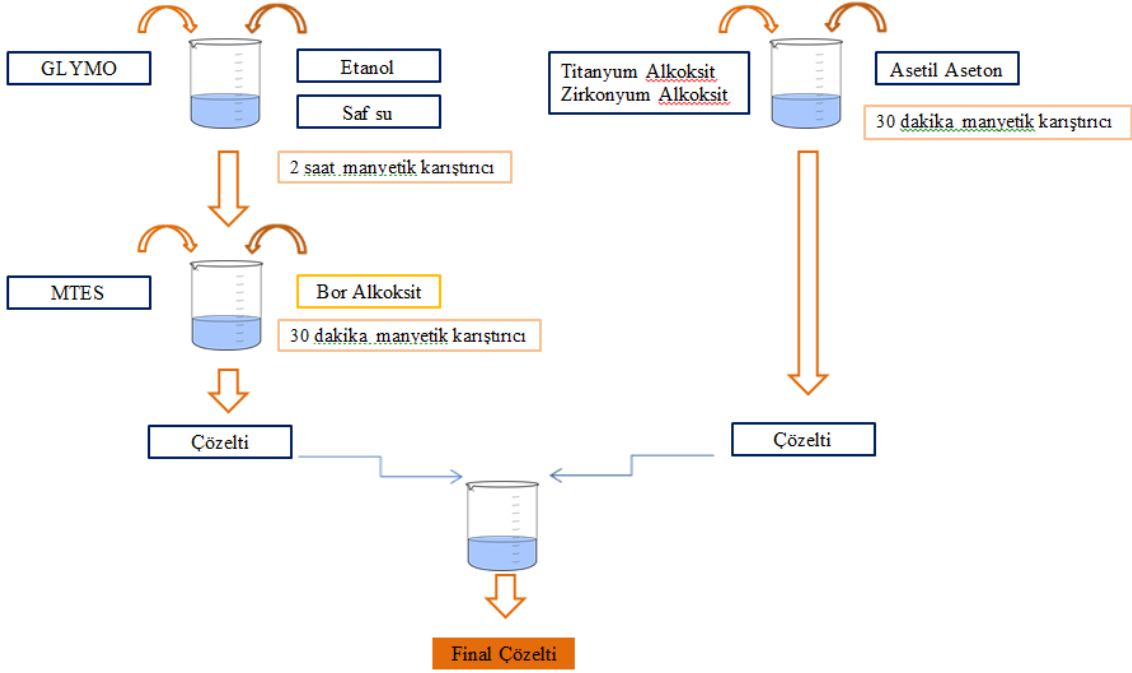 GLYMO
Etanol
Saf su
2 saat manyetik karıştırıcı
MTES
Bor Alkoksit
30 dakika manyetik karıştırıcı
Çözelti
Titanyum Alkoksit
Zirkonyum Alkoksit
Asetil Aseton
30 dakika manyetik karıştırıcı
Çözelti
Final Çözelti